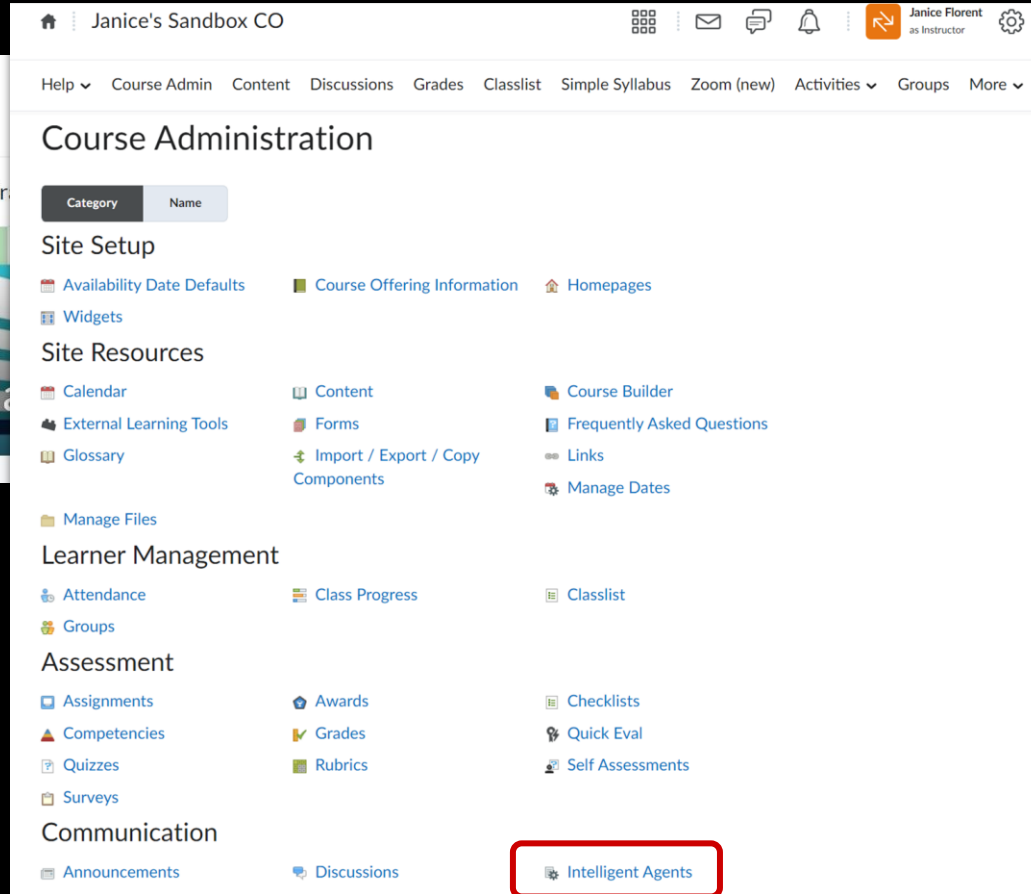 Janice's Sandbox CO
Janice Florent
as Instructor
Help Course Admin Content Discussions Grades Classlist Simple Syllabus Zoom (new) Activities Groups More
Course Administration
Category Name
Site Setup
Availability Date Defaults Course Offering Information Homepages
Widgets
Site Resources
Calendar Content Course Builder
External Learning Tools Forms Frequently Asked Questions
Glossary Import / Export / Copy Links
Components
Manage Dates
Manage Files
Learner Management
Attendance Class Progress Classlist
Groups
Assessment
Assignments Awards Checklists
Competencies Grades Quick Eval
Quizzes Rubrics Self Assessments
Surveys
Communication
Announcements Discussions Intelligent Agents